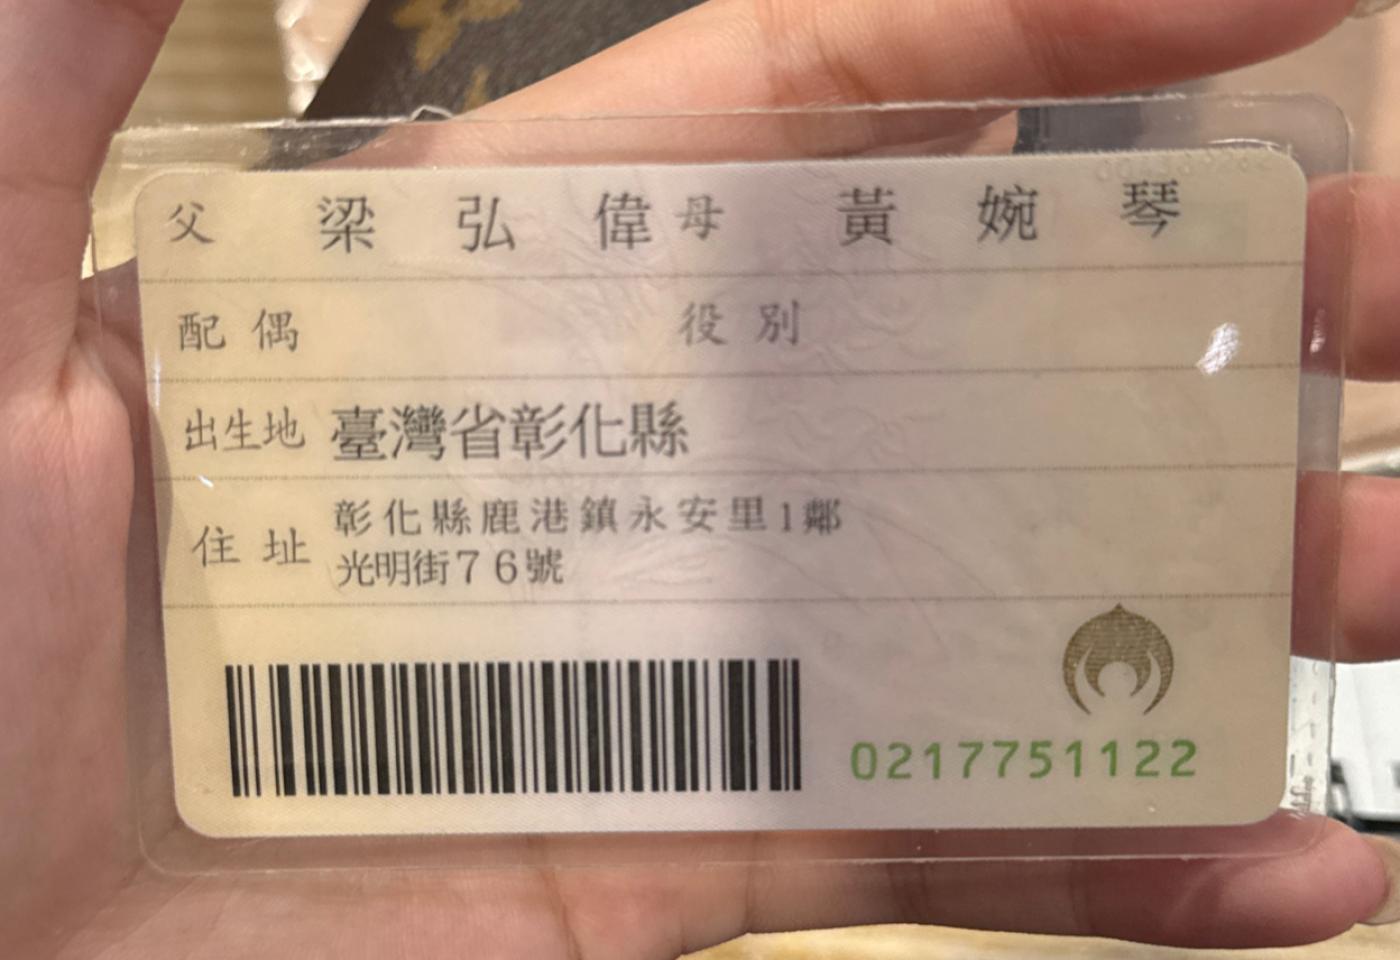 父 梁弘偉 母 黃婉琴
配偶 役別
出生地 臺灣省彰化縣
住址 彰化縣鹿港鎮永安里1鄰
光明街76號
0217751122